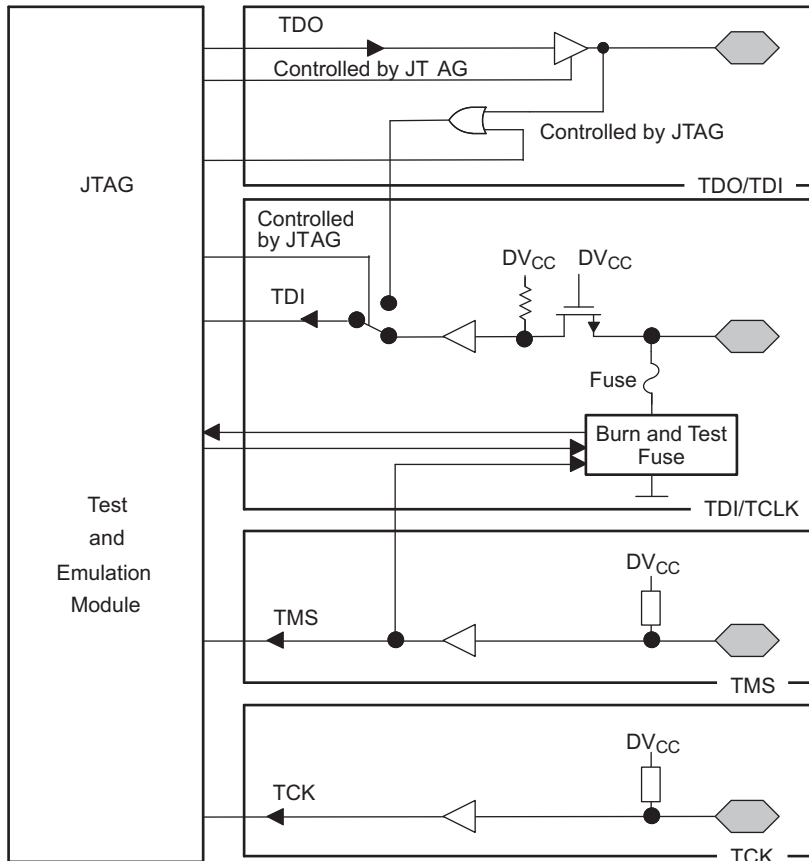 TDO
Controlled by JT AG
Controlled by JTAG
TDO/TDI
JTAG
Controlled
by JTAG
DVCC
DVCC
TDI
Fuse
Burn and Test
Fuse
TDI/TCLK
Test
and
Emulation
Module
DVCC
TMS
TMS
DVCC
TCK
TCK